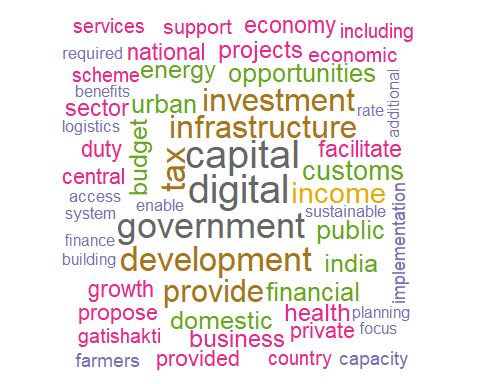 services support economy including
required national projects economic
scheme energy opportunities additional
benefits
sector urban investment rate
logistics budget infrastructure
duty tax capital facilitate
central digital customs
access income
system enable sustainable implementation
government public
finance
building development india
growth provide financial
propose domestic health planning
gatishakti business private focus
farmers provided country capacity